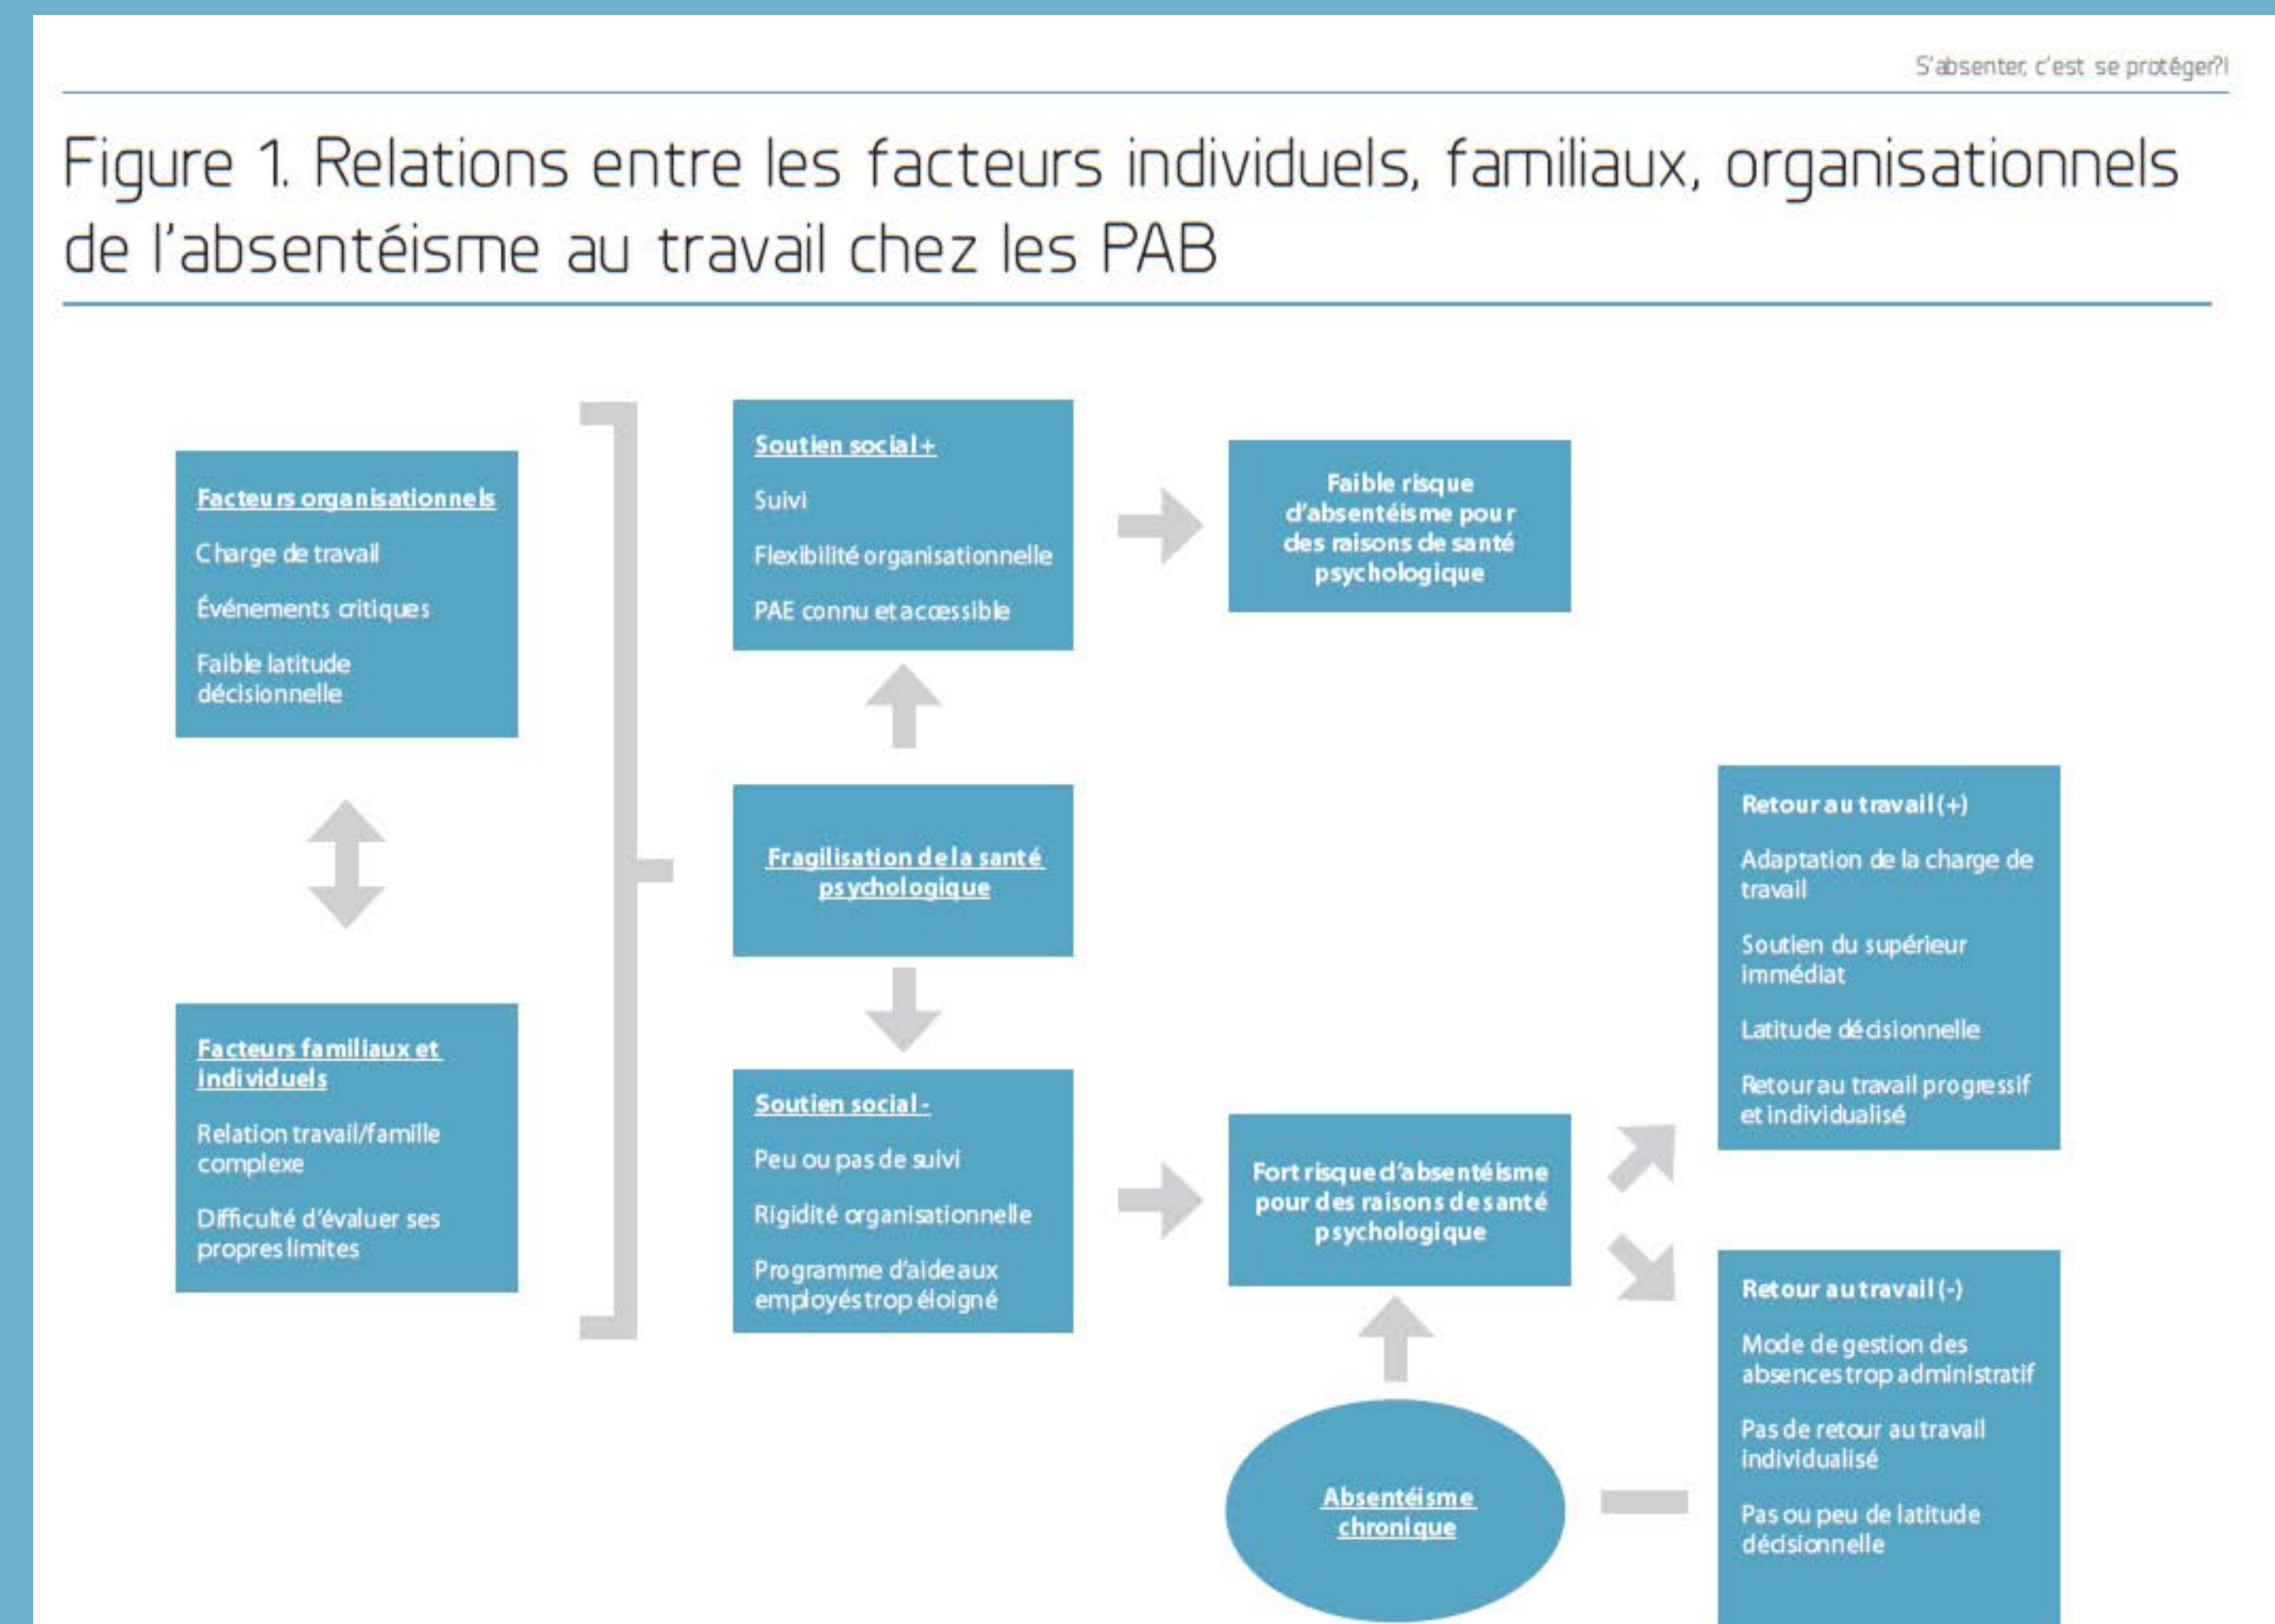 S'absenter, c'est se protéger?!
Figure 1. Relations entre les facteurs individuels, familiaux, organisationnels
de l'absentéisme au travail chez les PAB
Facteurs organisationnels
Charge de travail
Événements critiques
Faible latitude
décisionnelle
Facteurs familiaux et
individuels
Relation travail/famille
complexe
Difficulté d'évaluer ses
propres limites
Soutien social +
Suivi
Flexibilité organisationnelle
PAE connu et accessible
Fragilisation de la santé
psychologique
Soutien social -
Peu ou pas de suivi
Rigidité organisationnelle
Programme d'aide aux
employés trop éloigné
Faible risque
d'absentéisme pour
des raisons de santé
psychologique
Fort risque d'absentéisme
pour des raisons de santé
psychologique
Absentéisme
chronique
Retour au travail (+)
Adaptation de la charge de
travail
Soutien du supérieur
immédiat
Latitude décisionnelle
Retour au travail progressif
et individualisé
Retour au travail (-)
Mode de gestion des
absences trop administratif
Pas de retour au travail
individualisé
Pas ou peu de latitude
décisionnelle